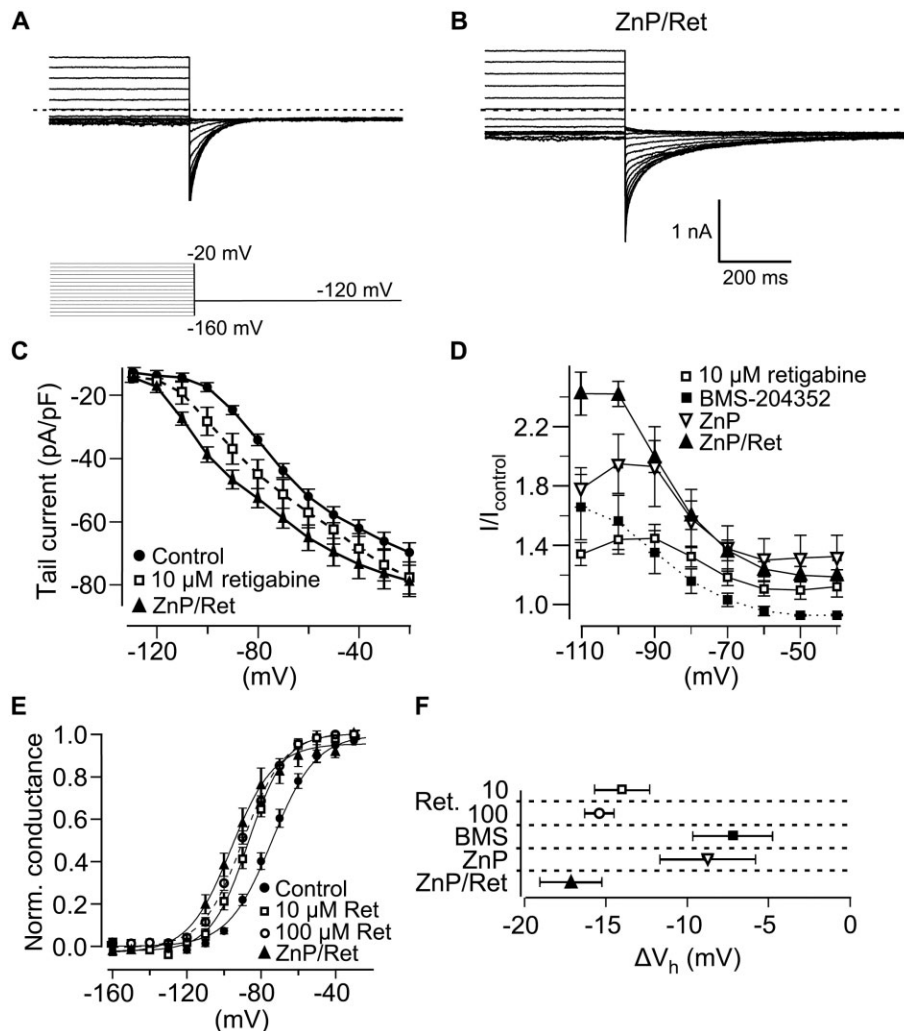 A
B
ZnP/Ret
1 nA
200 ms
-20 mV
-120 mV
-160 mV
C
Tail current (pA/pF)
-20
-40
-60
-80
Control
10 µM retigabine
ZnP/Ret
-120 -80 -40
(mV)
D
I/Icontrol
2.2
1.8
1.4
1.0
10 µM retigabine
BMS-204352
ZnP
ZnP/Ret
-110 -90 -70 -50
(mV)
E
Norm. conductance
1.0
0.8
0.6
0.4
0.2
0.0
Control
10 µM Ret
100 µM Ret
ZnP/Ret
-160 -120 -80 -40
(mV)
F
Ret.
10
100
BMS
ZnP
ZnP/Ret
-20 -15 -10 -5 0
ΔVh (mV)